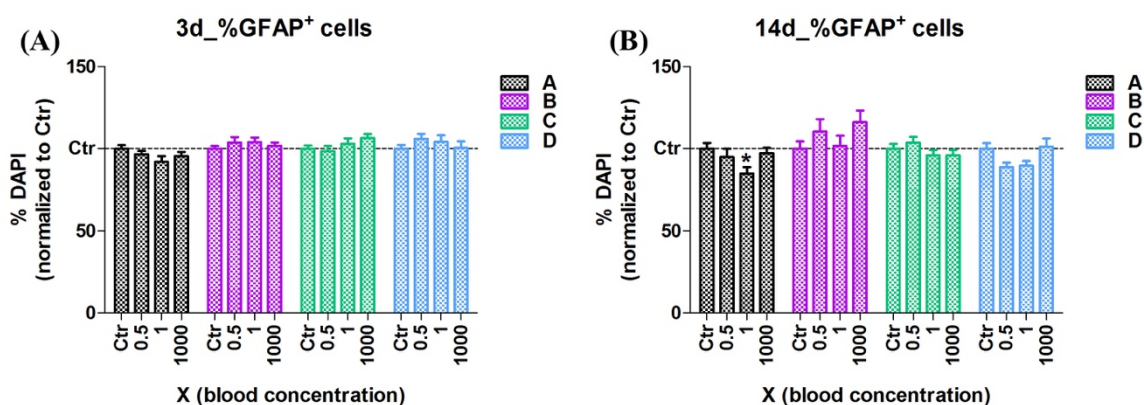 (A)
3d_%GFAP+ cells
% DAPI
(normalized to Ctr)
150
Ctr
50
0
Ctr
0.5
1
1000
Ctr
0.5
1
1000
Ctr
0.5
1
1000
Ctr
0.5
1
1000
X (blood concentration)
A
B
C
D
(B)
14d_%GFAP+ cells
% DAPI
(normalized to Ctr)
150
Ctr
50
0
*
Ctr
0.5
1
1000
Ctr
0.5
1
1000
Ctr
0.5
1
1000
Ctr
0.5
1
1000
X (blood concentration)
A
B
C
D